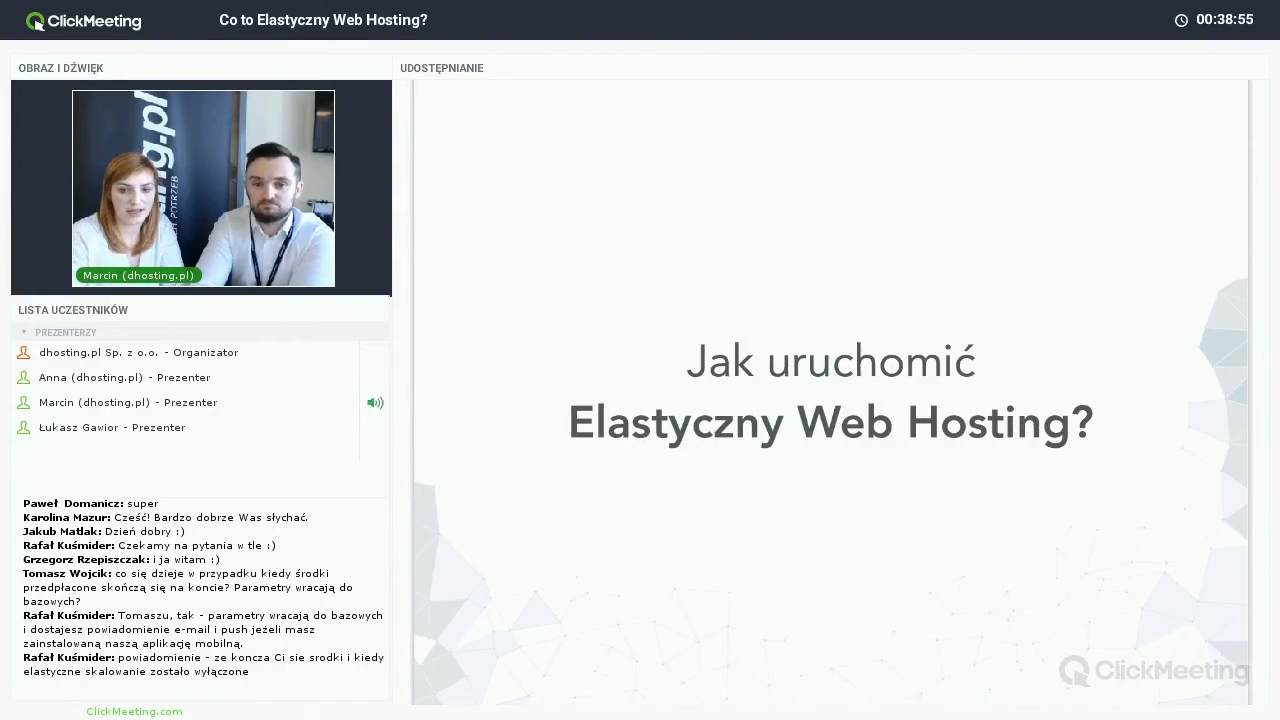 ClickMeeting
Co to Elastyczny Web Hosting?
00:38:55
OBRAZ I DŹWIĘK
ing.pl
CH POTRZEB
Marcin (dhosting.pl)
LISTA UCZESTNIKÓW
PREZENTERZY
dhosting.pl Sp. z o.o. - Organizator
Anna (dhosting.pl) - Prezenter
Marcin (dhosting.pl) - Prezenter
Łukasz Gawior - Prezenter
Paweł Domanicz: super
Karolina Mazur: Cześć! Bardzo dobrze Was słychać.
Jakub Matlak: Dzień dobry :)
Rafał Kuśmider: Czekamy na pytania w tle :)
Grzegorz Rzepiszczak: i ja witam :)
Tomasz Wojcik: co się dzieje w przypadku kiedy środki
przedpłacone skończą się na koncie? Parametry wracają do
bazowych?
Rafał Kuśmider: Tomaszu, tak - parametry wracają do bazowych
i dostajesz powiadomienie e-mail i push jeżeli masz
zainstalowaną naszą aplikację mobilną.
Rafał Kuśmider: powiadomienie - ze koncza Ci sie srodki i kiedy
elastyczne skalowanie zostało wyłączone
ClickMeeting.com
UDOSTĘPNIANIE
Jak uruchomić
Elastyczny Web Hosting?
ClickMeeting